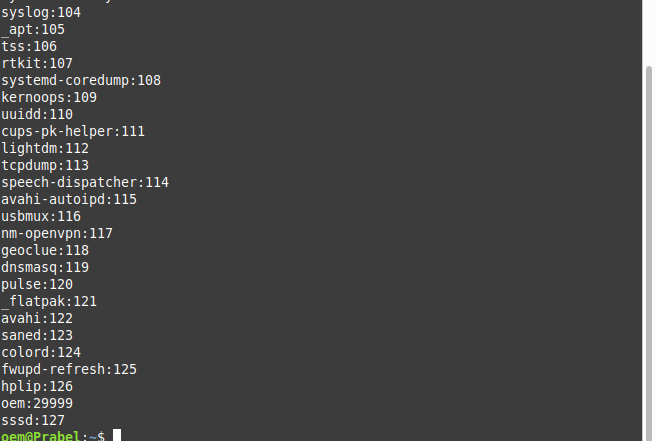 syslog:104
_apt:105
tss:106
rtkit:107
systemd-coredump:108
kernoops:109
uuidd:110
cups-pk-helper:111
lightdm:112
tcpdump:113
speech-dispatcher:114
avahi-autoipd:115
usbmux:116
nm-openvpn:117
geoclue:118
dnsmasq:119
pulse:120
_flatpak:121
avahi:122
saned:123
colord:124
fwupd-refresh:125
hplip:126
oem:29999
sssd:127
oem@Prabel:~$